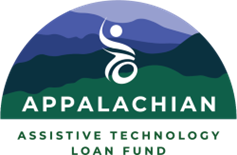 APPALACHIAN
ASSISTIVE TECHNOLOGY
LOAN FUND